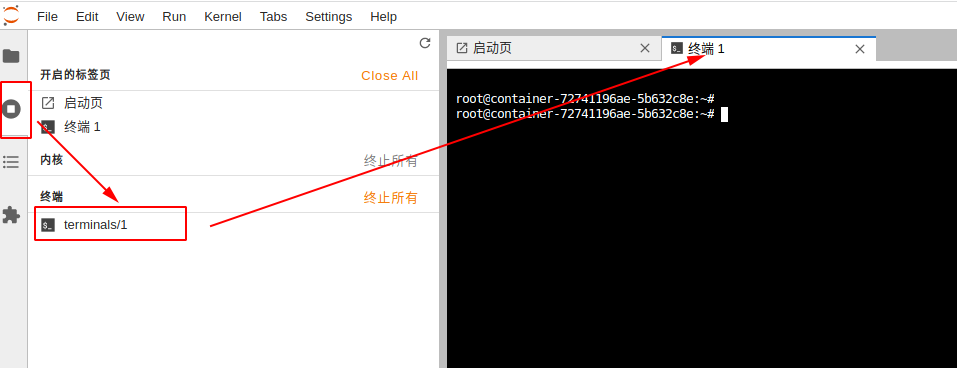 File Edit View Run Kernel Tabs Settings Help
开启的标签页 Close All
启动页
终端 1
内核 终止所有
终端 终止所有
$_ terminals/1
启动页
$_ 终端 1
root@container-72741196ae-5b632c8e:~#
root@container-72741196ae-5b632c8e:~#